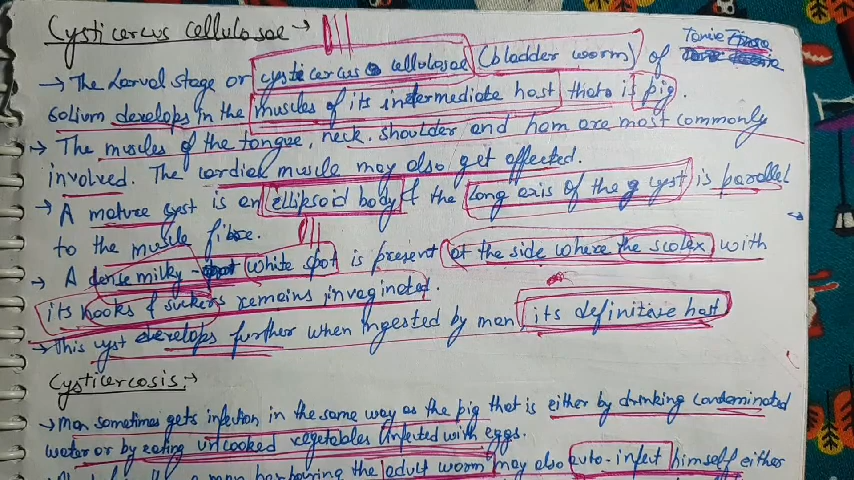 Cysticercus cellulosae →
→ The Larval stage or cysticercus cellulosae (bladder worm) of Tanie
solium develops in the muscles of its intermediate host thats is pig.
→ The muscles of the tongue, neck, shoulder and ham are most commonly
involved. The cardiac muscle may also get affected.
→ A mature cyst is an ellipsoid body & the long axis of the cyst is parallel
to the muscle fibre.
→ A dense milky - white spot is present at the side where the scolex with
its hooks & suckers remains invaginated.
→ This cyst develops further when ingested by man, its definitive host
Cysticercosis :→
→ Man sometimes gets infection in the same way as the pig that is either by drinking condaminated
water or by eating uncooked vegetables infected with eggs.
a man harbouring the adult worm may also auto-infect himself either